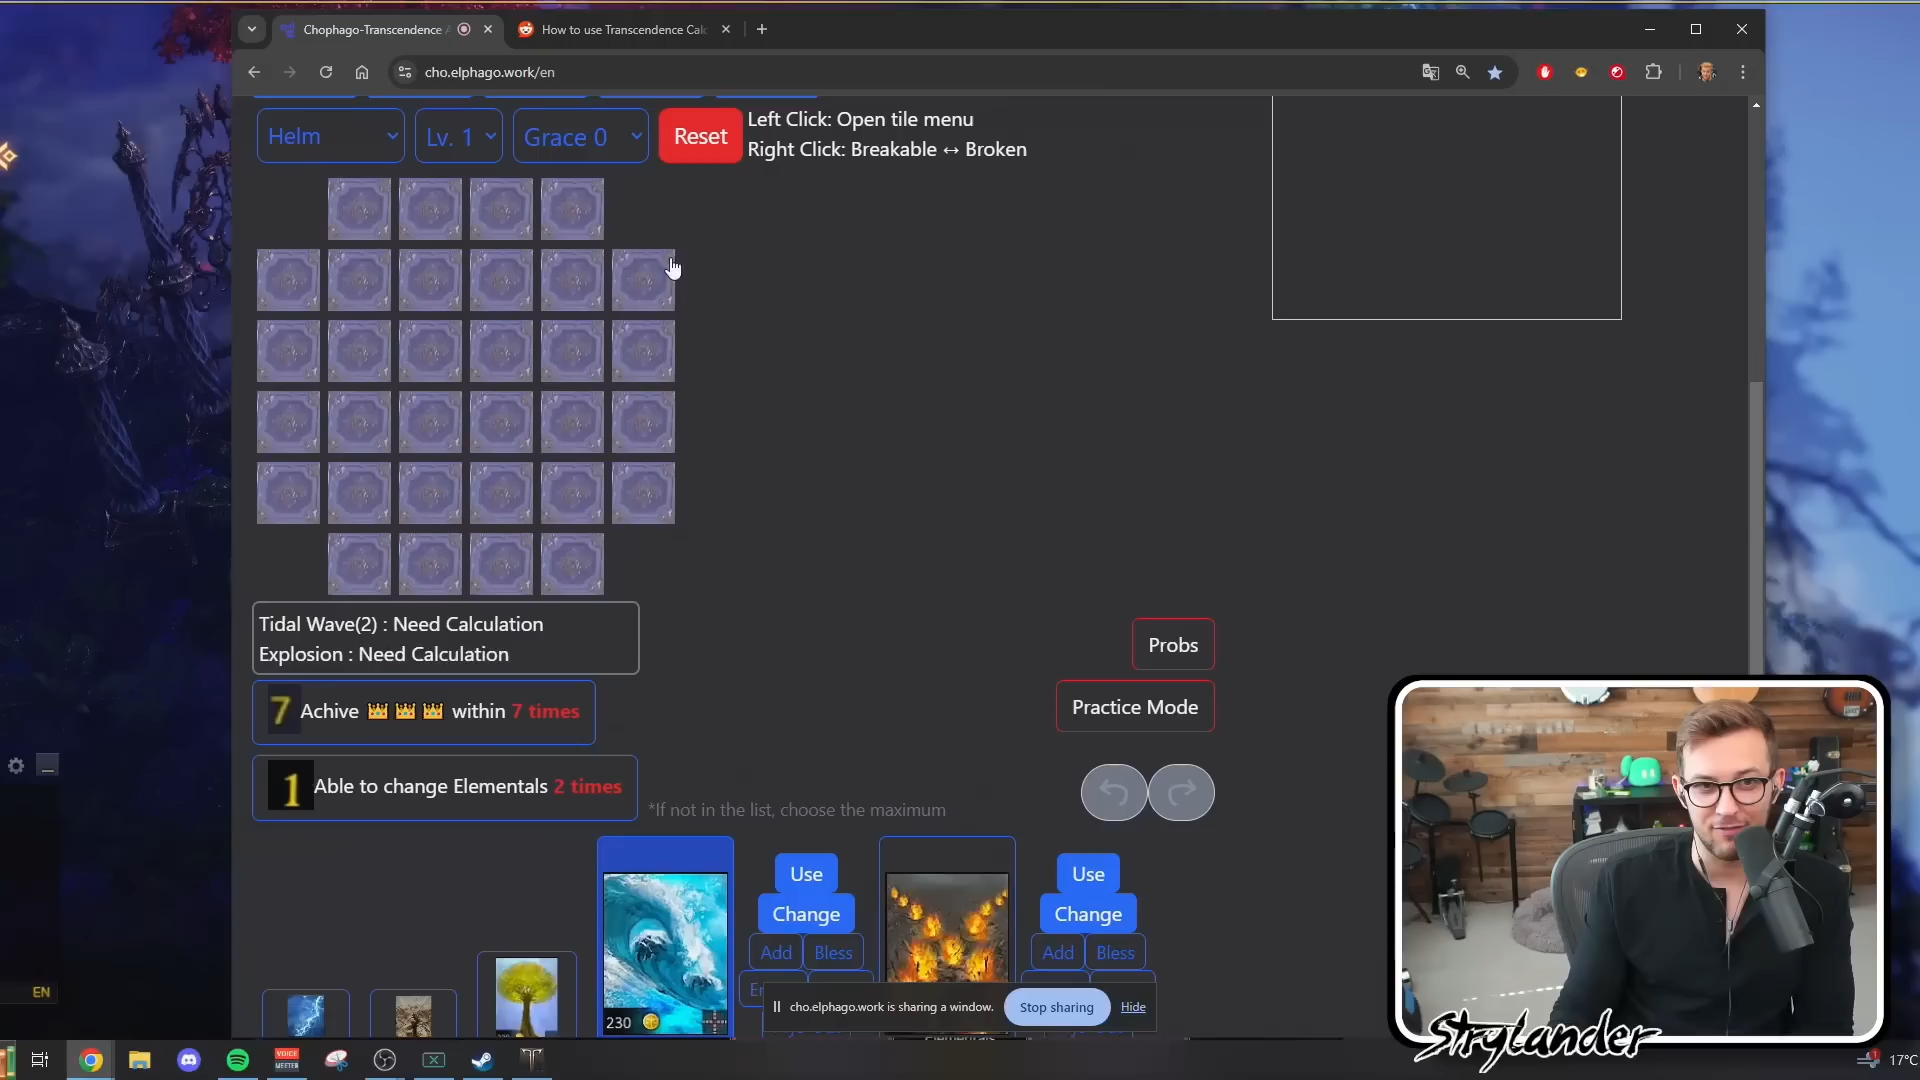 Chophago-Transcendence
How to use Transcendence Calc
cho.elphago.work/en
Helm
Lv. 1
Grace 0
Reset
Left Click: Open tile menu
Right Click: Breakable ↔ Broken
Tidal Wave(2) : Need Calculation
Explosion : Need Calculation
7 Achive 👑 👑 👑 within 7 times
1 Able to change Elementals 2 times
*If not in the list, choose the maximum
Probs
Practice Mode
Use
Change
Add
Bless
230
Use
Change
Add
Bless
cho.elphago.work is sharing a window.
Stop sharing
Hide
EN
VOICE MEETER
17°C
Strylander